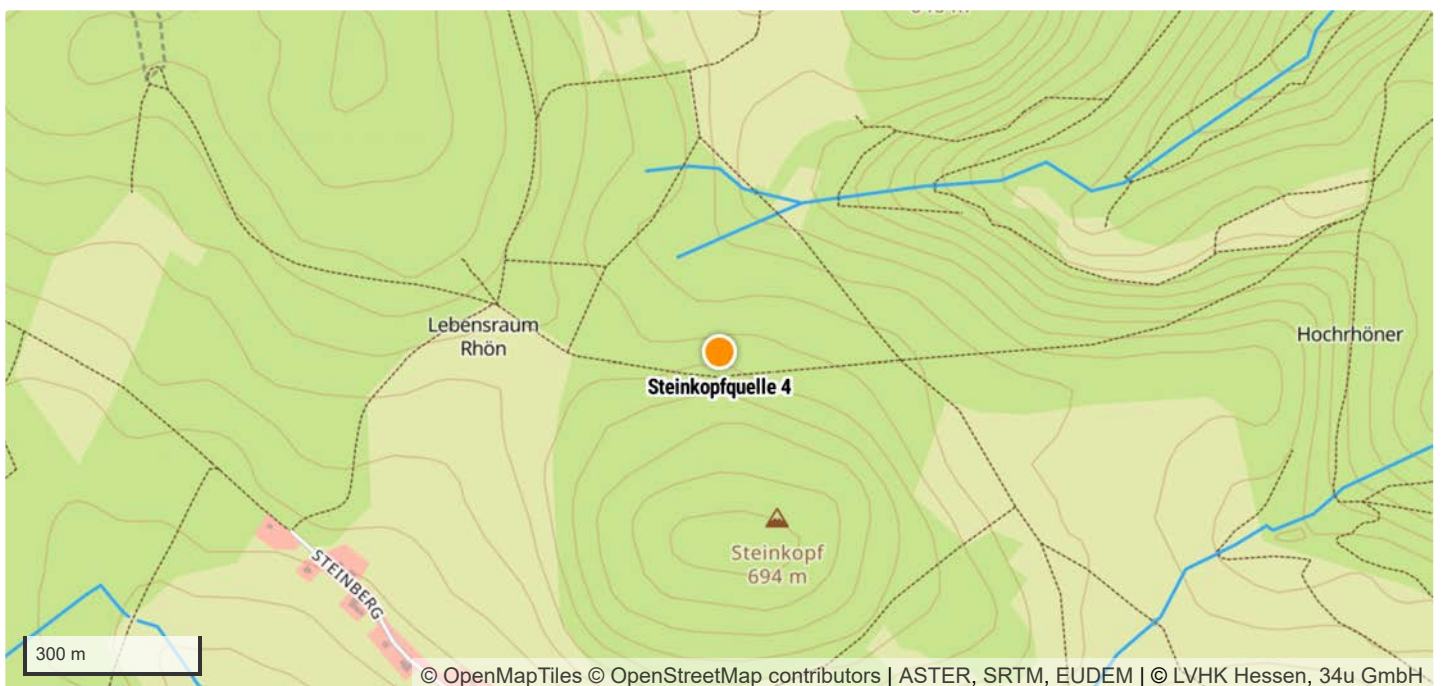 Lebensraum
Rhön
Hochrhöner
Steinkopfquelle 4
Steinkopf
694 m
STEINBERG
300 m
© OpenMapTiles © OpenStreetMap contributors | ASTER, SRTM, EUDEM | © LVHK Hessen, 34u GmbH